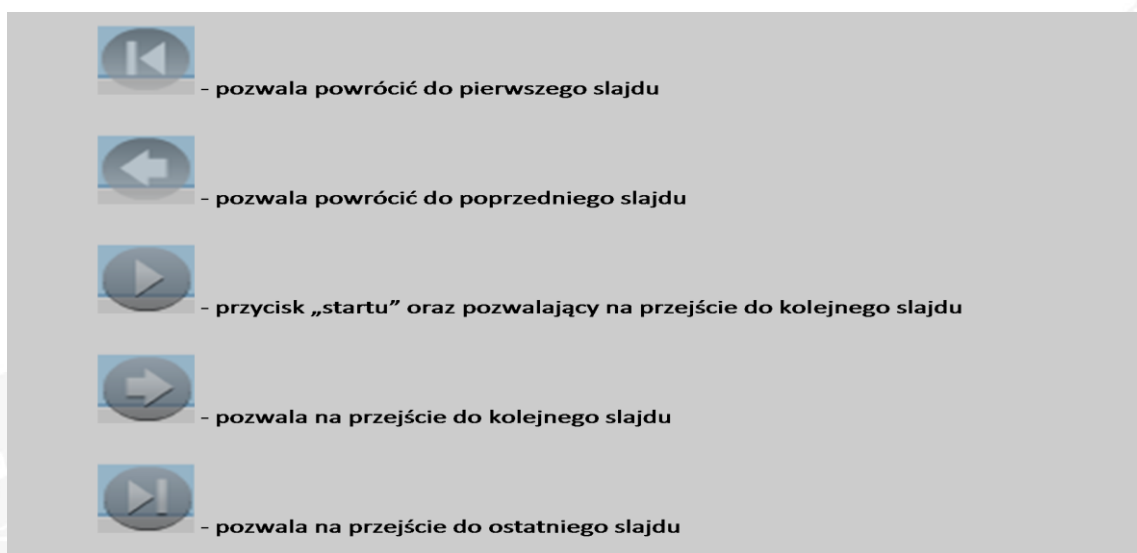 - pozwala powrócić do pierwszego slajdu
- pozwala powrócić do poprzedniego slajdu
- przycisk „startu” oraz pozwalający na przejście do kolejnego slajdu
- pozwala na przejście do kolejnego slajdu
- pozwala na przejście do ostatniego slajdu